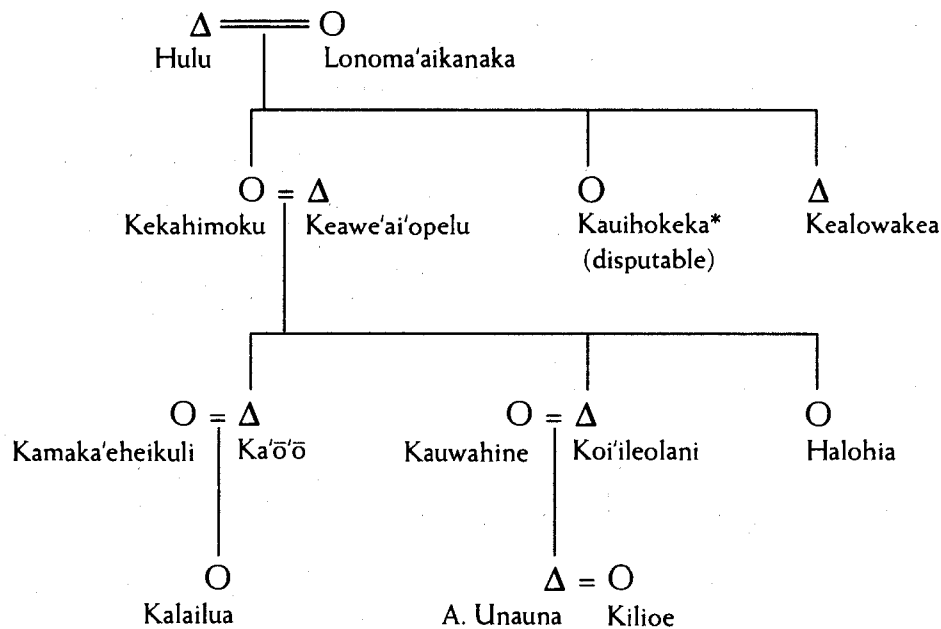 Δ O
Hulu Lonoma'aikanaka
O = Δ O Δ
Kekahimoku Keawe'ai'opelu Kauihokeka* Kealowakea
(disputable)
O = Δ O = Δ O
Kamaka'eheikuli Ka'ō'ō Kauwahine Koi'ileolani Halohia
O Δ = O
Kalailua A. Unauna Kilioe